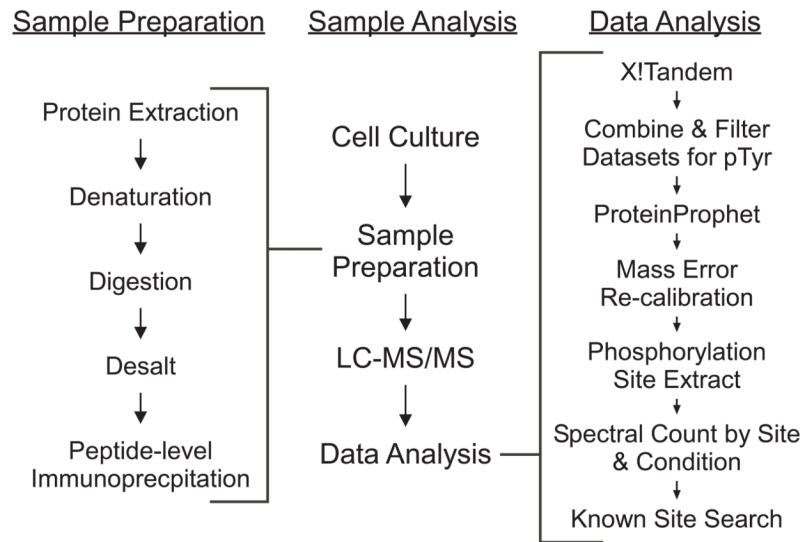 Sample Preparation
Protein Extraction
Denaturation
Digestion
Desalt
Peptide-level
Immunoprecpitation
Sample Analysis
Cell Culture
Sample
Preparation
LC-MS/MS
Data Analysis
Data Analysis
X!Tandem
Combine & Filter
Datasets for pTyr
ProteinProphet
Mass Error
Re-calibration
Phosphorylation
Site Extract
Spectral Count by Site
& Condition
Known Site Search